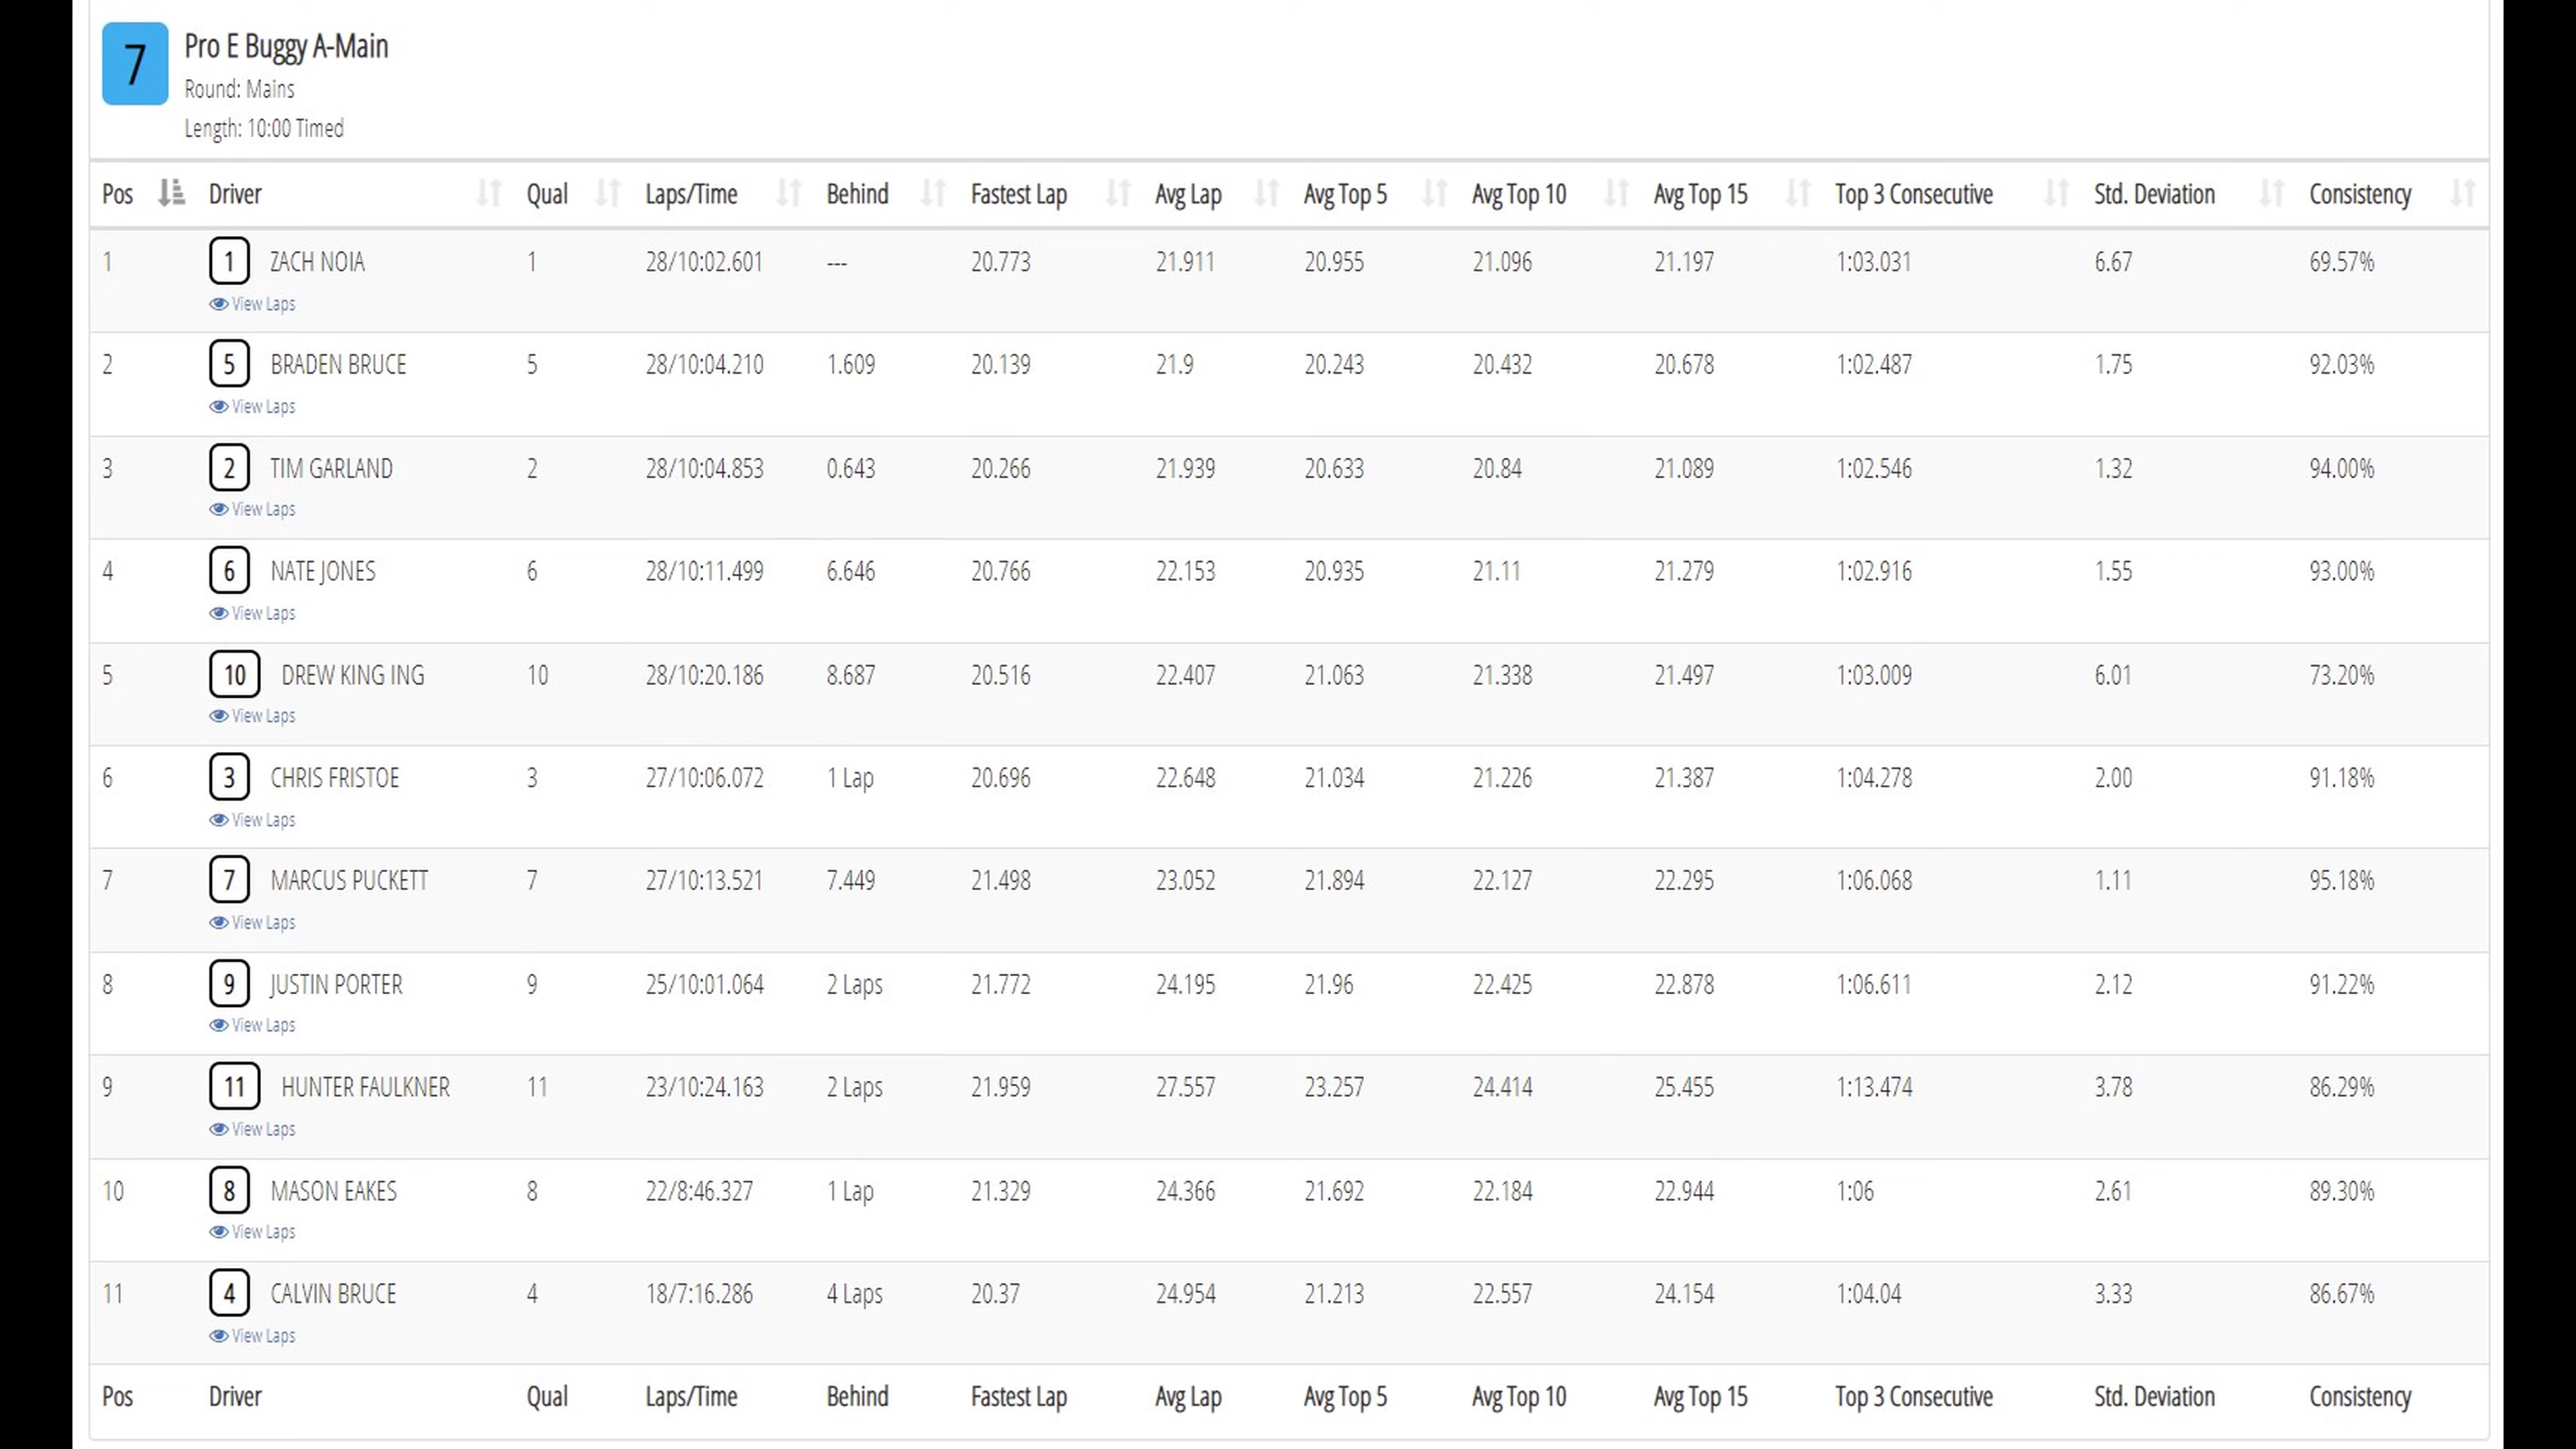 7
Pro E Buggy A-Main
Round: Mains
Length: 10:00 Timed
Pos Driver Qual Laps/Time Behind Fastest Lap Avg Lap Avg Top 5 Avg Top 10 Avg Top 15 Top 3 Consecutive Std. Deviation Consistency
1 1 ZACH NOIA 1 28/10:02.601 --- 20.773 21.911 20.955 21.096 21.197 1:03.031 6.67 69.57%
View Laps
2 5 BRADEN BRUCE 5 28/10:04.210 1.609 20.139 21.9 20.243 20.432 20.678 1:02.487 1.75 92.03%
View Laps
3 2 TIM GARLAND 2 28/10:04.853 0.643 20.266 21.939 20.633 20.84 21.089 1:02.546 1.32 94.00%
View Laps
4 6 NATE JONES 6 28/10:11.499 6.646 20.766 22.153 20.935 21.11 21.279 1:02.916 1.55 93.00%
View Laps
5 10 DREW KING ING 10 28/10:20.186 8.687 20.516 22.407 21.063 21.338 21.497 1:03.009 6.01 73.20%
View Laps
6 3 CHRIS FRISTOE 3 27/10:06.072 1 Lap 20.696 22.648 21.034 21.226 21.387 1:04.278 2.00 91.18%
View Laps
7 7 MARCUS PUCKETT 7 27/10:13.521 7.449 21.498 23.052 21.894 22.127 22.295 1:06.068 1.11 95.18%
View Laps
8 9 JUSTIN PORTER 9 25/10:01.064 2 Laps 21.772 24.195 21.96 22.425 22.878 1:06.611 2.12 91.22%
View Laps
9 11 HUNTER FAULKNER 11 23/10:24.163 2 Laps 21.959 27.557 23.257 24.414 25.455 1:13.474 3.78 86.29%
View Laps
10 8 MASON EAKES 8 22/8:46.327 1 Lap 21.329 24.366 21.692 22.184 22.944 1:06 2.61 89.30%
View Laps
11 4 CALVIN BRUCE 4 18/7:16.286 4 Laps 20.37 24.954 21.213 22.557 24.154 1:04.04 3.33 86.67%
View Laps
Pos Driver Qual Laps/Time Behind Fastest Lap Avg Lap Avg Top 5 Avg Top 10 Avg Top 15 Top 3 Consecutive Std. Deviation Consistency